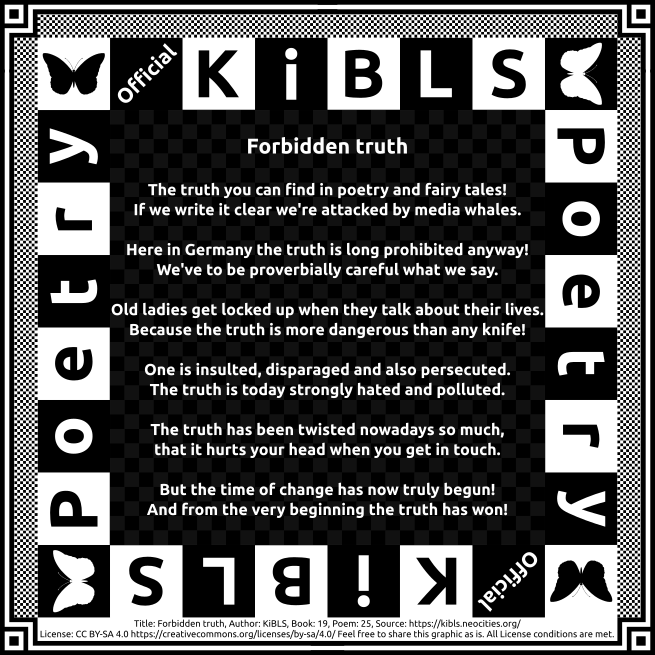 Official KiBLS
Poetry
Poetry
Forbidden truth
The truth you can find in poetry and fairy tales!
If we write it clear we're attacked by media whales.
Here in Germany the truth is long prohibited anyway!
We've to be proverbially careful what we say.
Old ladies get locked up when they talk about their lives.
Because the truth is more dangerous than any knife!
One is insulted, disparaged and also persecuted.
The truth is today strongly hated and polluted.
The truth has been twisted nowadays so much,
that it hurts your head when you get in touch.
But the time of change has now truly begun!
And from the very beginning the truth has won!
Official KiBLS
Title: Forbidden truth, Author: KiBLS, Book: 19, Poem: 25, Source: https://kibls.neocities.org/
License: CC BY-SA 4.0 https://creativecommons.org/licenses/by-sa/4.0/ Feel free to share this graphic as is. All License conditions are met.